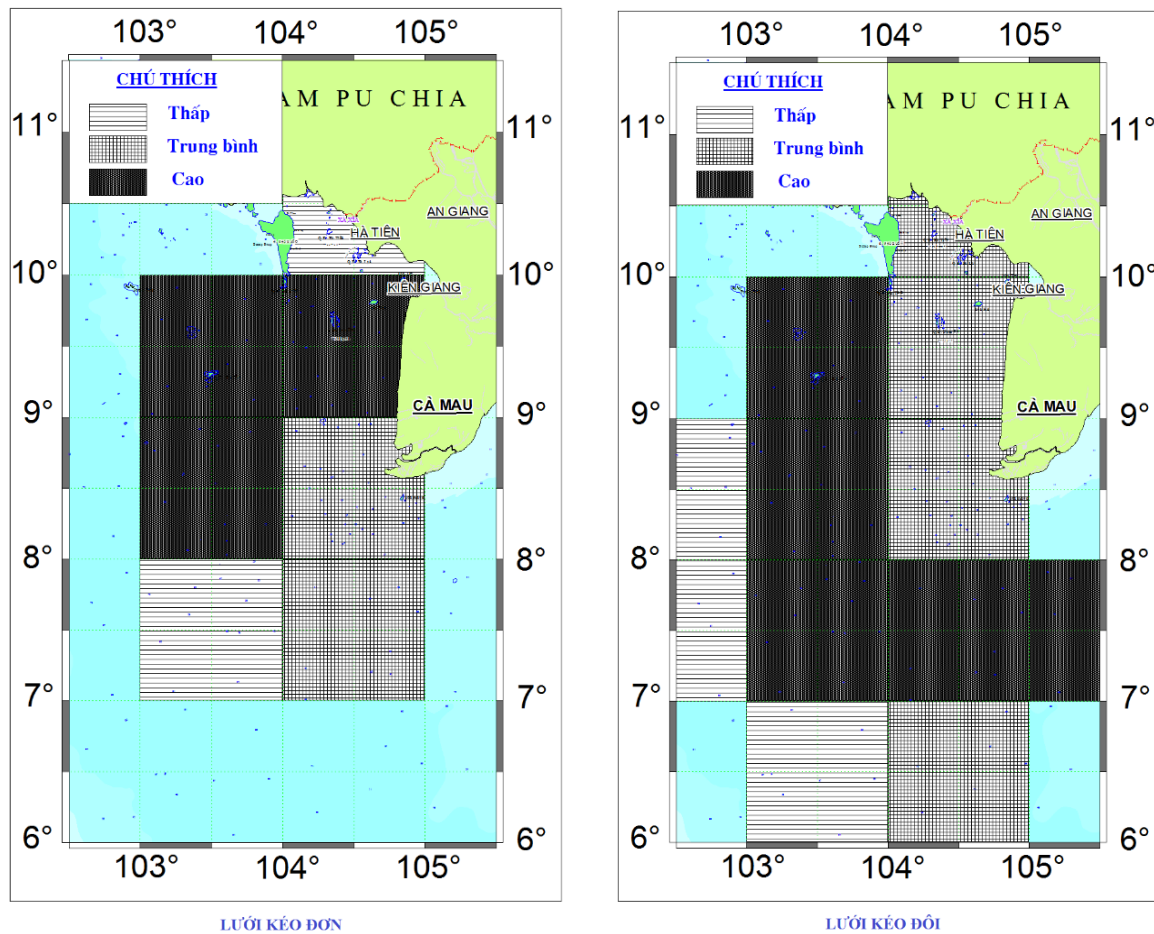 103° 104° 105°
CHÚ THÍCH
Thấp
Trung bình
Cao
AM PU CHIA
11° 11°
AN GIANG
HÀ TIÊN
10° 10°
KIÊN GIANG
9° 9°
CÀ MAU
8° 8°
7° 7°
6° 6°
103° 104° 105°
LƯỚI KÉO ĐƠN
103° 104° 105°
CHÚ THÍCH
Thấp
Trung bình
Cao
AM PU CHIA
11° 11°
AN GIANG
HÀ TIÊN
10° 10°
KIÊN GIANG
9° 9°
CÀ MAU
8° 8°
7° 7°
6° 6°
103° 104° 105°
LƯỚI KÉO ĐÔI